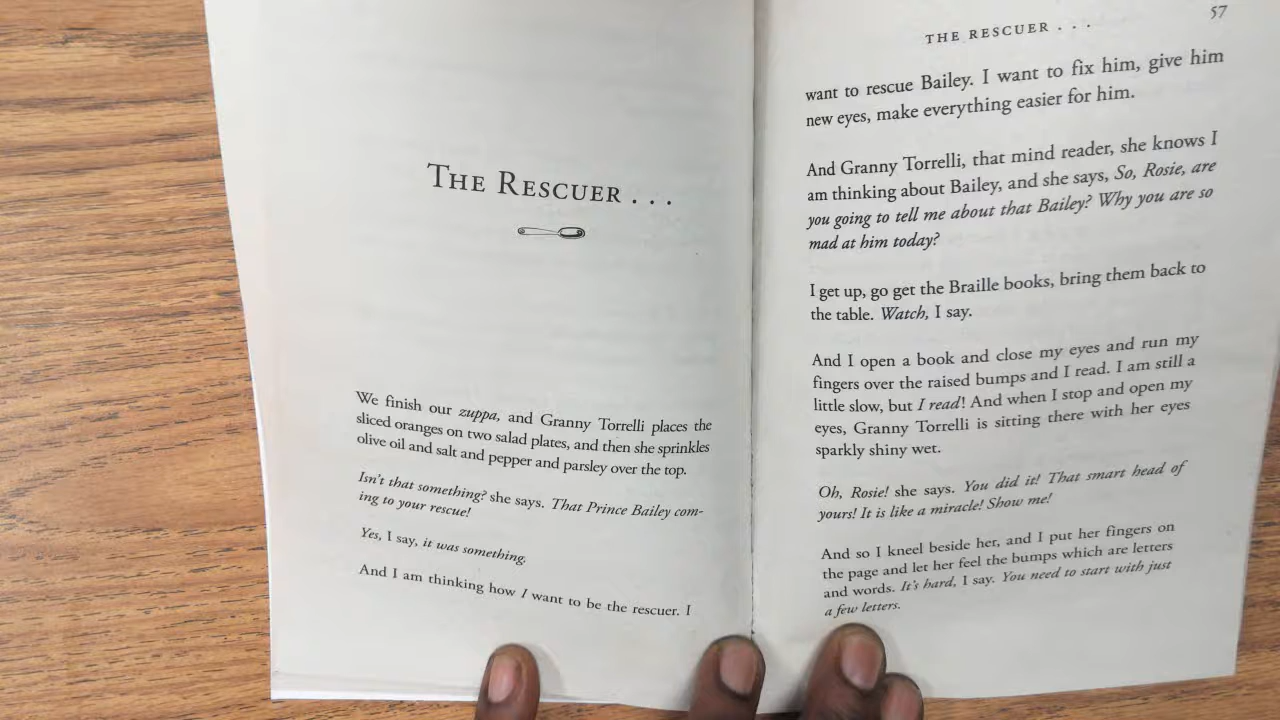 THE RESCUER . . .
We finish our zuppa, and Granny Torrelli places the
sliced oranges on two salad plates, and then she sprinkles
olive oil and salt and pepper and parsley over the top.
Isn't that something? she says. That Prince Bailey com-
ing to your rescue!
Yes, I say, it was something.
And I am thinking how I want to be the rescuer. I
THE RESCUER . . .
57
want to rescue Bailey. I want to fix him, give him
new eyes, make everything easier for him.
And Granny Torrelli, that mind reader, she knows I
am thinking about Bailey, and she says, So, Rosie, are
you going to tell me about that Bailey? Why you are so
mad at him today?
I get up, go get the Braille books, bring them back to
the table. Watch, I say.
And I open a book and close my eyes and run my
fingers over the raised bumps and I read. I am still a
little slow, but I read! And when I stop and open my
eyes, Granny Torrelli is sitting there with her eyes
sparkly shiny wet.
Oh, Rosie! she says. You did it! That smart head of
yours! It is like a miracle! Show me!
And so I kneel beside her, and I put her fingers on
the page and let her feel the bumps which are letters
and words. It's hard, I say. You need to start with just
a few letters.